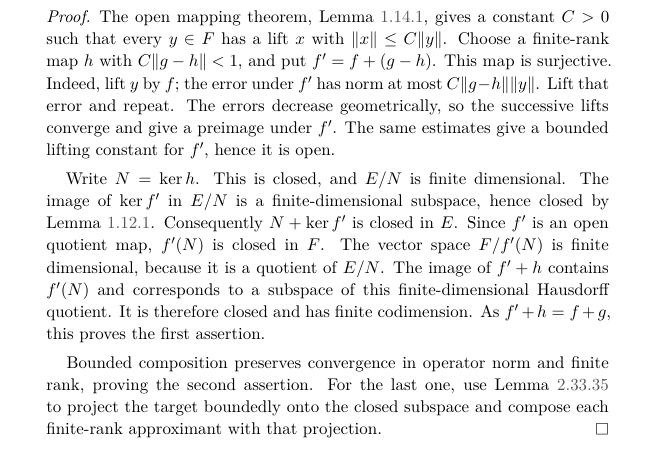 Proof. The open mapping theorem, Lemma 1.14.1, gives a constant C > 0
such that every y ∈ F has a lift x with ‖x‖ ≤ C‖y‖. Choose a finite-rank
map h with C‖g − h‖ < 1, and put f′ = f + (g − h). This map is surjective.
Indeed, lift y by f; the error under f′ has norm at most C‖g−h‖‖y‖. Lift that
error and repeat. The errors decrease geometrically, so the successive lifts
converge and give a preimage under f′. The same estimates give a bounded
lifting constant for f′, hence it is open.
Write N = ker h. This is closed, and E/N is finite dimensional. The
image of ker f′ in E/N is a finite-dimensional subspace, hence closed by
Lemma 1.12.1. Consequently N + ker f′ is closed in E. Since f′ is an open
quotient map, f′(N) is closed in F. The vector space F/f′(N) is finite
dimensional, because it is a quotient of E/N. The image of f′ + h contains
f′(N) and corresponds to a subspace of this finite-dimensional Hausdorff
quotient. It is therefore closed and has finite codimension. As f′ + h = f + g,
this proves the first assertion.
Bounded composition preserves convergence in operator norm and finite
rank, proving the second assertion. For the last one, use Lemma 2.33.35
to project the target boundedly onto the closed subspace and compose each
finite-rank approximant with that projection. □